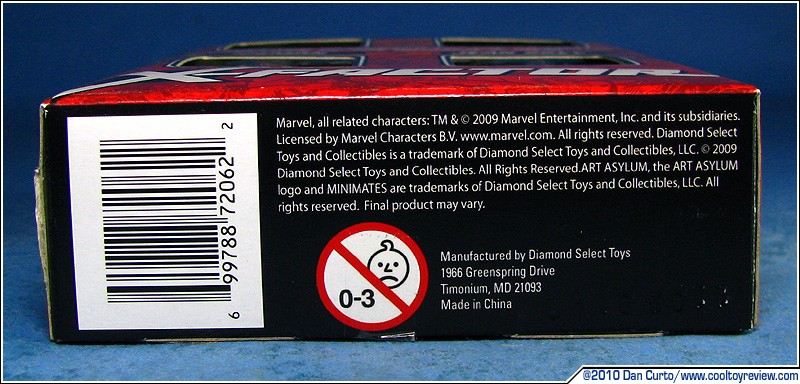 X-FACTOR
Marvel, all related characters: TM & © 2009 Marvel Entertainment, Inc. and its subsidiaries.
Licensed by Marvel Characters B.V. www.marvel.com. All rights reserved. Diamond Select
Toys and Collectibles is a trademark of Diamond Select Toys and Collectibles, LLC. © 2009
Diamond Select Toys and Collectibles. All Rights Reserved.ART ASYLUM, the ART ASYLUM
logo and MINIMATES are trademarks of Diamond Select Toys and Collectibles, LLC. All
rights reserved. Final product may vary.
6 99788 72062 2
0-3
Manufactured by Diamond Select Toys
1966 Greenspring Drive
Timonium, MD 21093
Made in China
©2010 Dan Curto/www.cooltoyreview.com